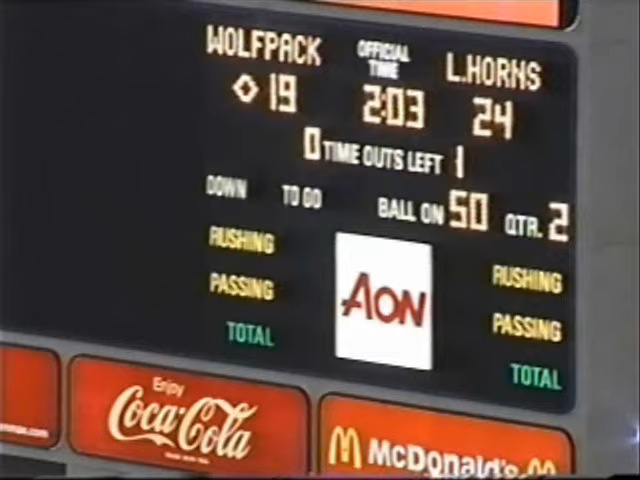 WOLFPACK OFFICIAL TIME L.HORNS
19 2:03 24
0 TIME OUTS LEFT 1
DOWN TO GO BALL ON 50 QTR. 2
RUSHING RUSHING
PASSING AON PASSING
TOTAL TOTAL
Enjoy
Coca-Cola
McDonald's